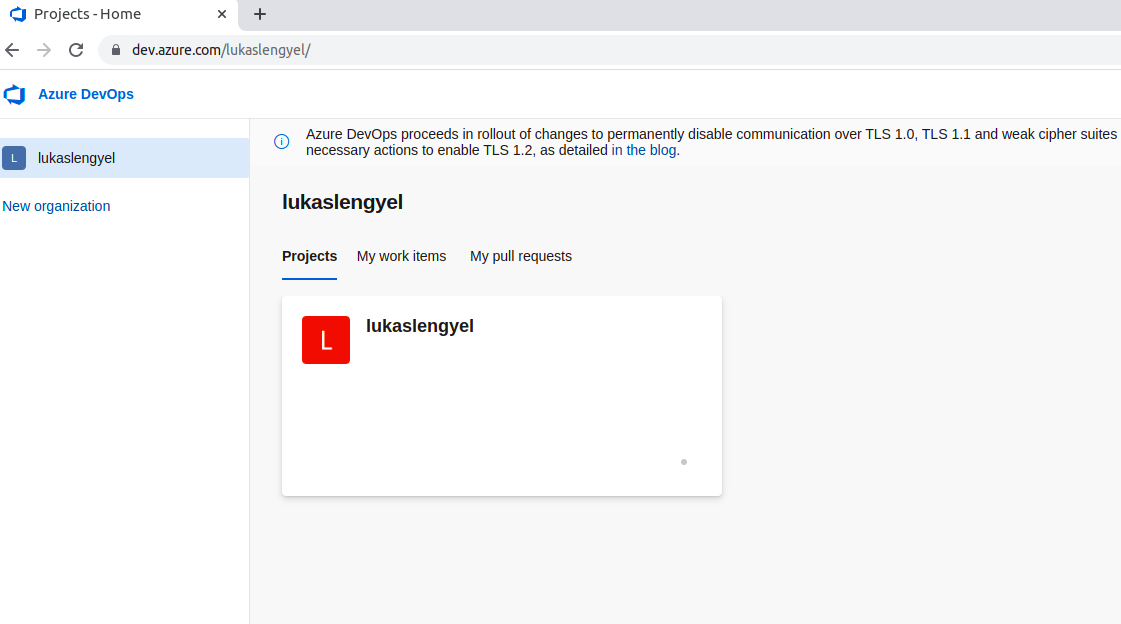 Projects - Home
dev.azure.com/lukaslengyel/
Azure DevOps
L lukaslengyel
New organization
Azure DevOps proceeds in rollout of changes to permanently disable communication over TLS 1.0, TLS 1.1 and weak cipher suites
necessary actions to enable TLS 1.2, as detailed in the blog.
lukaslengyel
Projects My work items My pull requests
L lukaslengyel